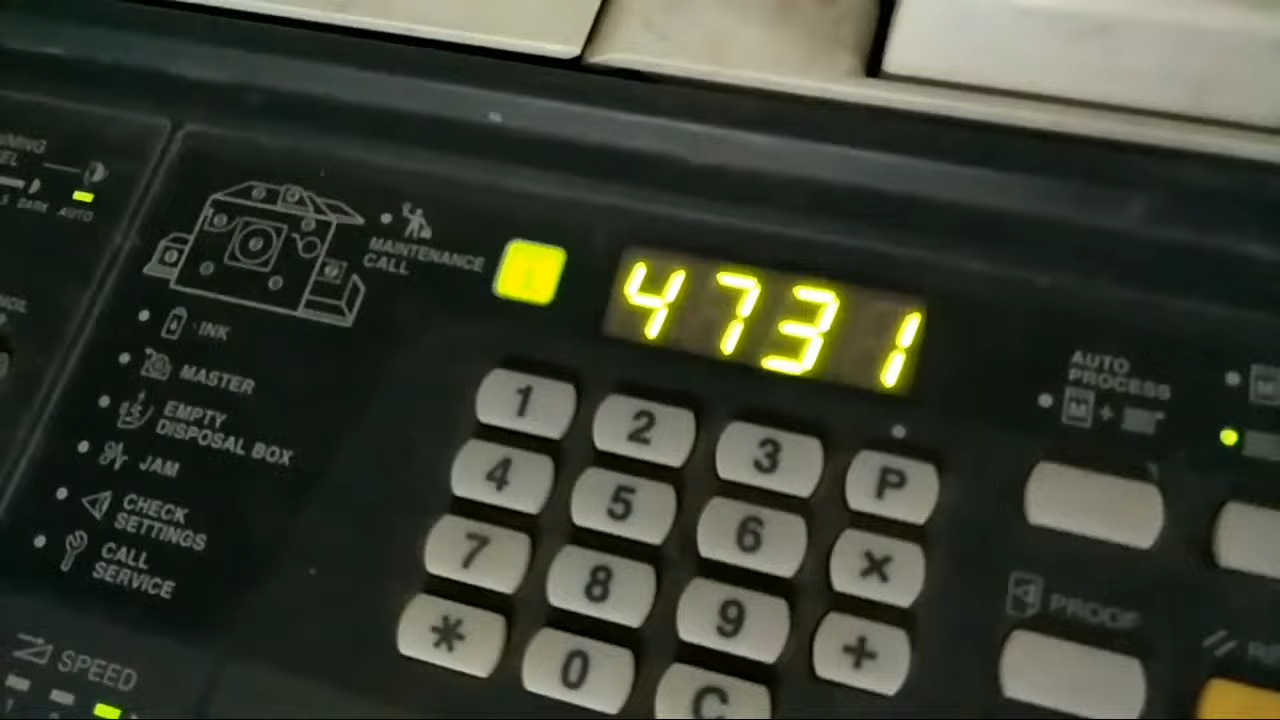 DARK
AUTO
MAINTENANCE
CALL
INK
MASTER
EMPTY
DISPOSAL BOX
JAM
CHECK
SETTINGS
CALL
SERVICE
SPEED
4731
1 2 3 P
4 5 6 ×
7 8 9 +
* 0 C
AUTO
PROCESS
M +
PROOF